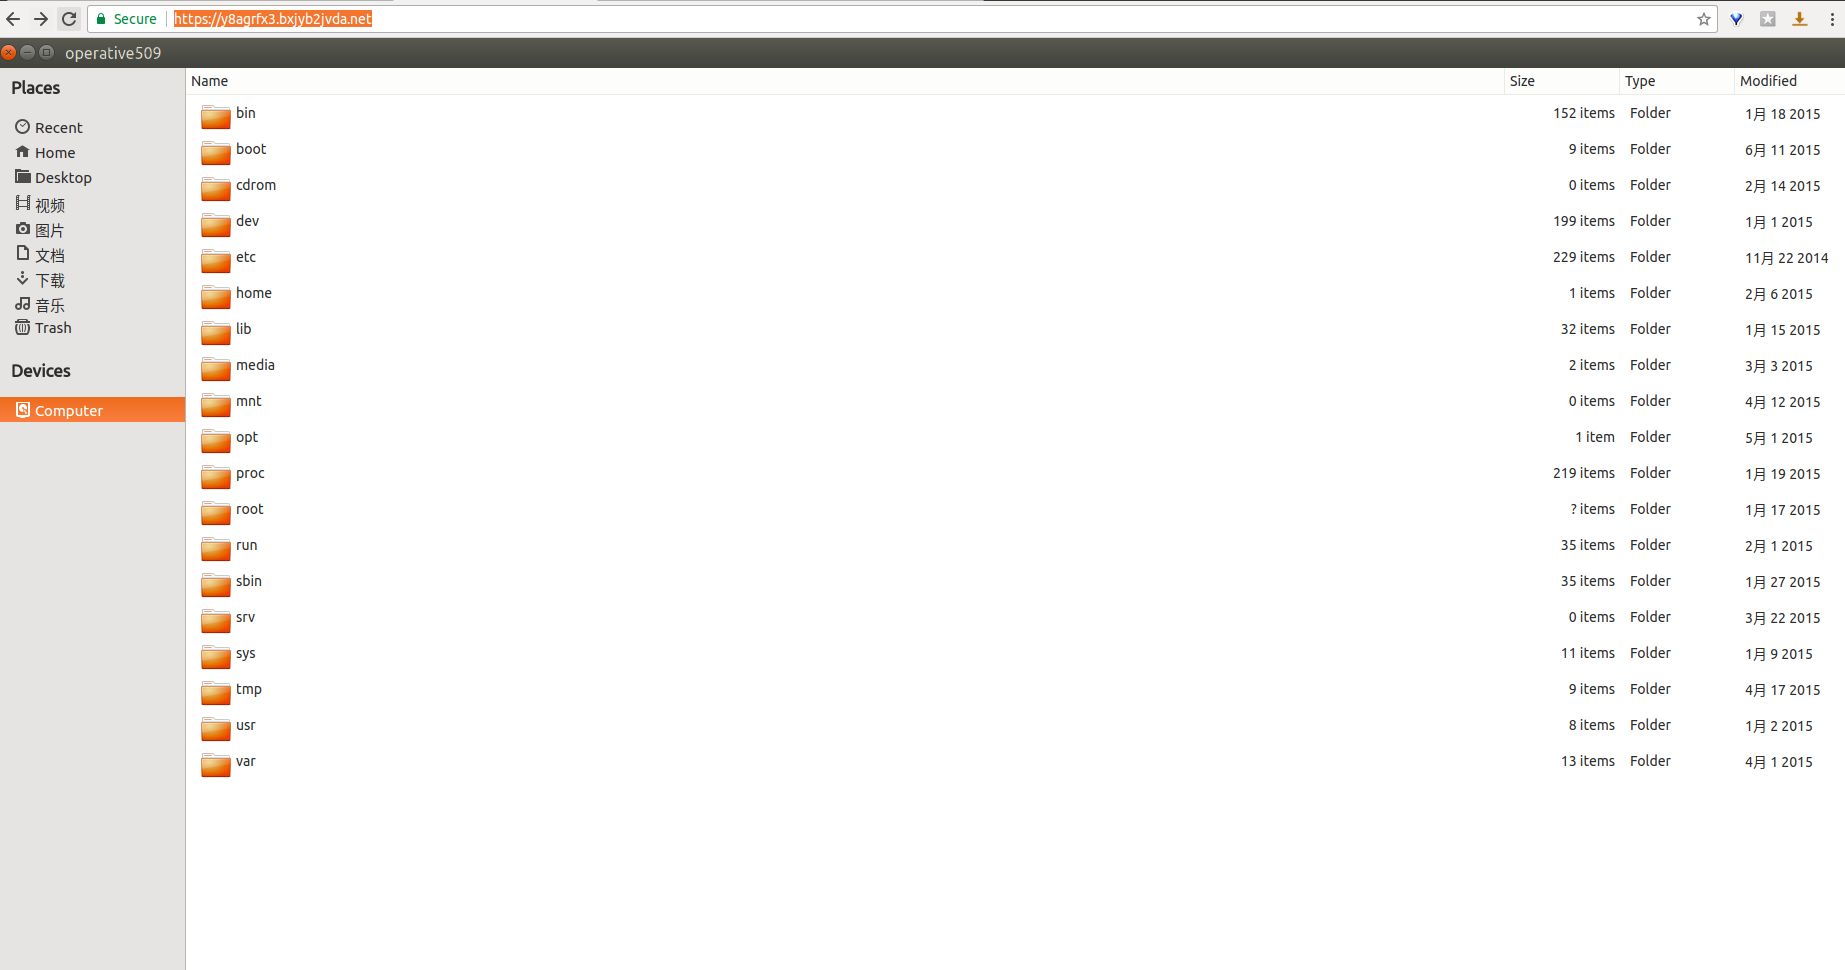 Secure https://y8agrfx3.bxjyb2jvda.net
operative509
Places
Recent
Home
Desktop
视频
图片
文档
下载
音乐
Trash
Devices
Computer
Name Size Type Modified
bin 152 items Folder 1月 18 2015
boot 9 items Folder 6月 11 2015
cdrom 0 items Folder 2月 14 2015
dev 199 items Folder 1月 1 2015
etc 229 items Folder 11月 22 2014
home 1 items Folder 2月 6 2015
lib 32 items Folder 1月 15 2015
media 2 items Folder 3月 3 2015
mnt 0 items Folder 4月 12 2015
opt 1 item Folder 5月 1 2015
proc 219 items Folder 1月 19 2015
root ? items Folder 1月 17 2015
run 35 items Folder 2月 1 2015
sbin 35 items Folder 1月 27 2015
srv 0 items Folder 3月 22 2015
sys 11 items Folder 1月 9 2015
tmp 9 items Folder 4月 17 2015
usr 8 items Folder 1月 2 2015
var 13 items Folder 4月 1 2015